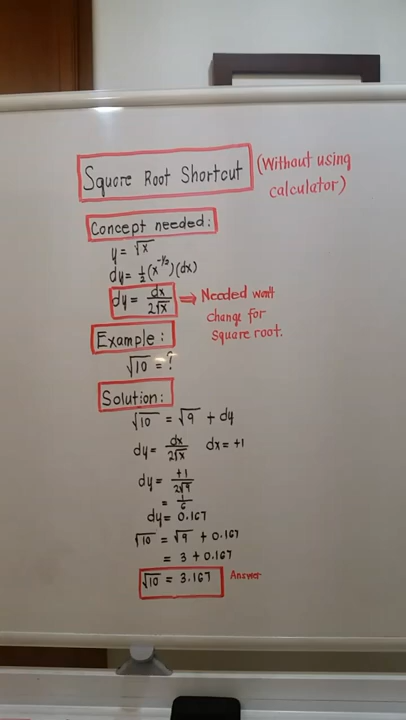 Square Root Shortcut
(Without using
calculator)
Concept needed:
y = √x
dy = ½(x^-1/2)(dx)
dy = dx/2√x ⇒ Needed won't
change for
square root.
Example:
√10 = ?
Solution:
√10 = √9 + dy
dy = dx/2√x dx = +1
dy = +1/2√9
= 1/6
dy = 0.167
√10 = √9 + 0.167
= 3 + 0.167
√10 = 3.167 Answer